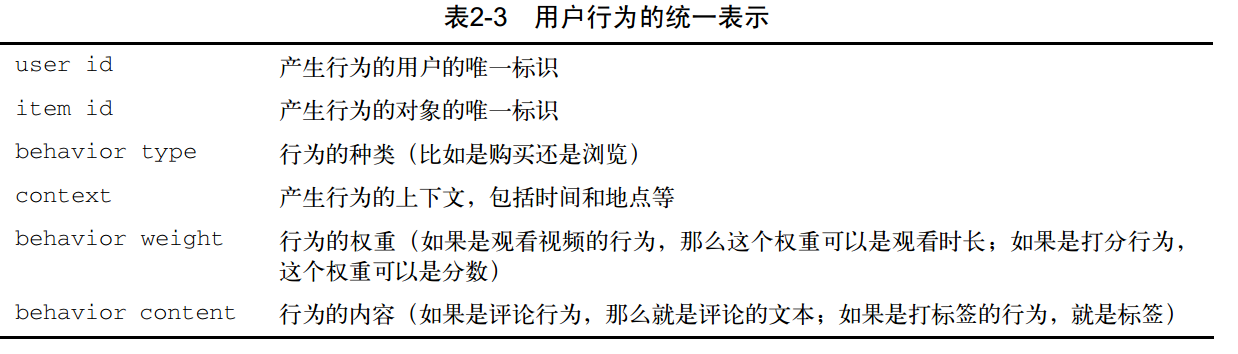 表2-3 用户行为的统一表示
user id 产生行为的用户的唯一标识
item id 产生行为的对象的唯一标识
behavior type 行为的种类（比如是购买还是浏览）
context 产生行为的上下文，包括时间和地点等
behavior weight 行为的权重（如果是观看视频的行为，那么这个权重可以是观看时长；如果是打分行为，
这个权重可以是分数）
behavior content 行为的内容（如果是评论行为，那么就是评论的文本；如果是打标签的行为，就是标签）